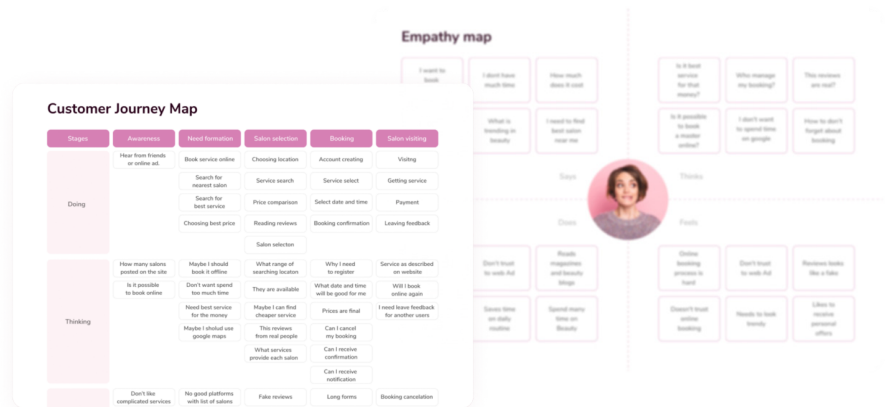 Empathy map
I want to
book
I dont have
much time
How much
does it cost
Is it best
service
for that
money?
Who manage
my booking?
This reviews
are real?
What is
trending in
beauty
I need to find
best salon
near me
Is it possible
to book
a master
online?
I don't want
to spend time
on google
How to don't
forget about
booking
Says
Thinks
Does
Feels
Don't trust
to web Ad
Reads
magazines
and beauty
blogs
Online
booking
process is
hard
Don't trust
to web Ad
Reviews looks
like a fake
Saves time
on daily
routine
Spend many
time on
Beauty
Doesn't trust
online
booking
Needs to look
trendy
Likes to
receive
personal
offers
Customer Journey Map
Stages
Awareness
Need formation
Salon selection
Booking
Salon visiting
Doing
Hear from friends
or online ad.
Book service online
Choosing location
Account creating
Visiting
Search for
nearest salon
Service search
Service select
Getting service
Search for
best service
Price comparison
Select date and time
Payment
Choosing best price
Reading reviews
Booking confirmation
Leaving feedback
Salon selecton
Thinking
How many salons
posted on the site
Maybe I should
book it offline
What range of
searching locaton
Why I need
to register
Service as described
on website
Is it possible
to book online
Don't want spend
too much time
They are available
What date and time
will be good for me
Will I book
online again
Need best service
for the money
Maybe I can find
cheaper service
Prices are final
I need leave feedback
for another users
Maybe I sholud use
google maps
This reviews
from real people
Can I cancel
my booking
What services
provide each salon
Can I receive
confirmation
Can I receive
notification
Don't like
complicated services
No good platforms
with list of salons
Fake reviews
Long forms
Booking cancelation